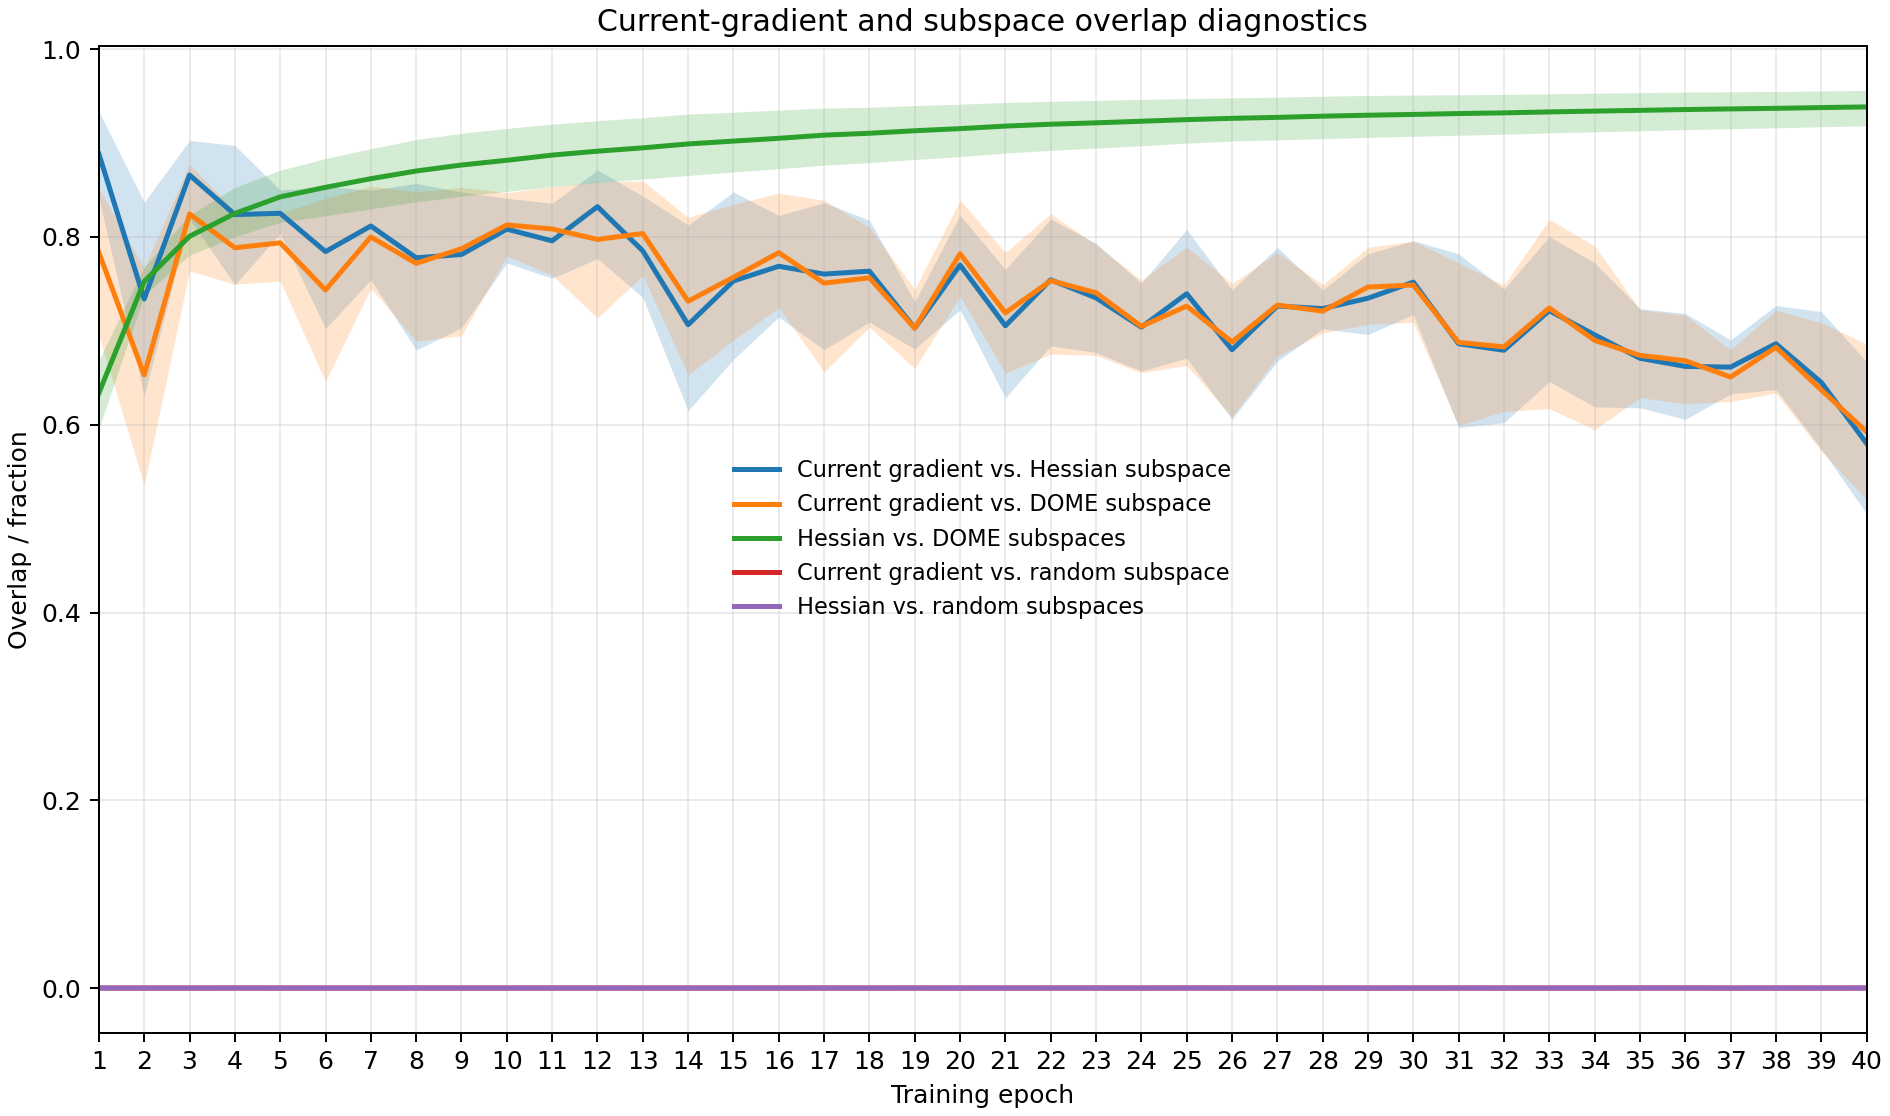 Current-gradient and subspace overlap diagnostics
1.0
0.8
0.6
0.4
0.2
0.0
Overlap / fraction
Current gradient vs. Hessian subspace
Current gradient vs. DOME subspace
Hessian vs. DOME subspaces
Current gradient vs. random subspace
Hessian vs. random subspaces
1 2 3 4 5 6 7 8 9 10 11 12 13 14 15 16 17 18 19 20 21 22 23 24 25 26 27 28 29 30 31 32 33 34 35 36 37 38 39 40
Training epoch